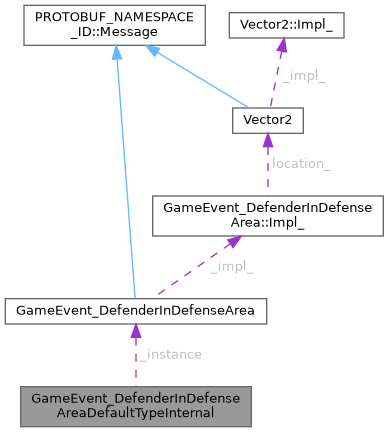 PROTOBUF_NAMESPACE
_ID::Message
Vector2::Impl_
_impl_
Vector2
location_
GameEvent_DefenderInDefense
Area::Impl_
_impl_
GameEvent_DefenderInDefenseArea
_instance
GameEvent_DefenderInDefense
AreaDefaultTypeInternal